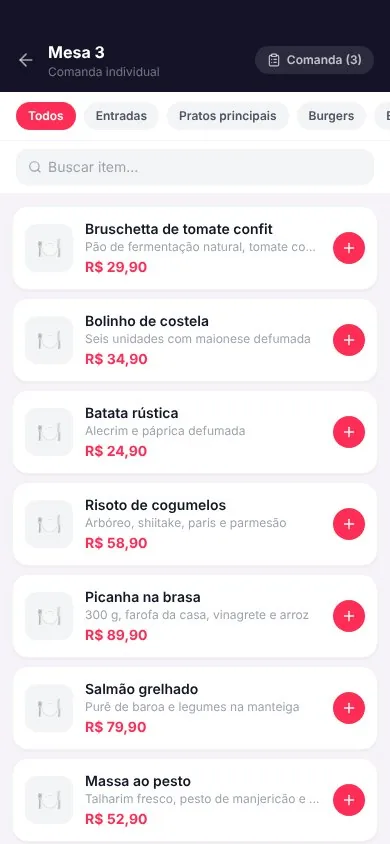 Mesa 3
Comanda individual
Comanda (3)
Todos
Entradas
Pratos principais
Burgers
Buscar item...
Bruschetta de tomate confit
Pão de fermentação natural, tomate co...
R$ 29,90
Bolinho de costela
Seis unidades com maionese defumada
R$ 34,90
Batata rústica
Alecrim e páprica defumada
R$ 24,90
Risoto de cogumelos
Arbóreo, shiitake, paris e parmesão
R$ 58,90
Picanha na brasa
300 g, farofa da casa, vinagrete e arroz
R$ 89,90
Salmão grelhado
Purê de baroa e legumes na manteiga
R$ 79,90
Massa ao pesto
Talharim fresco, pesto de manjericão e ...
R$ 52,90